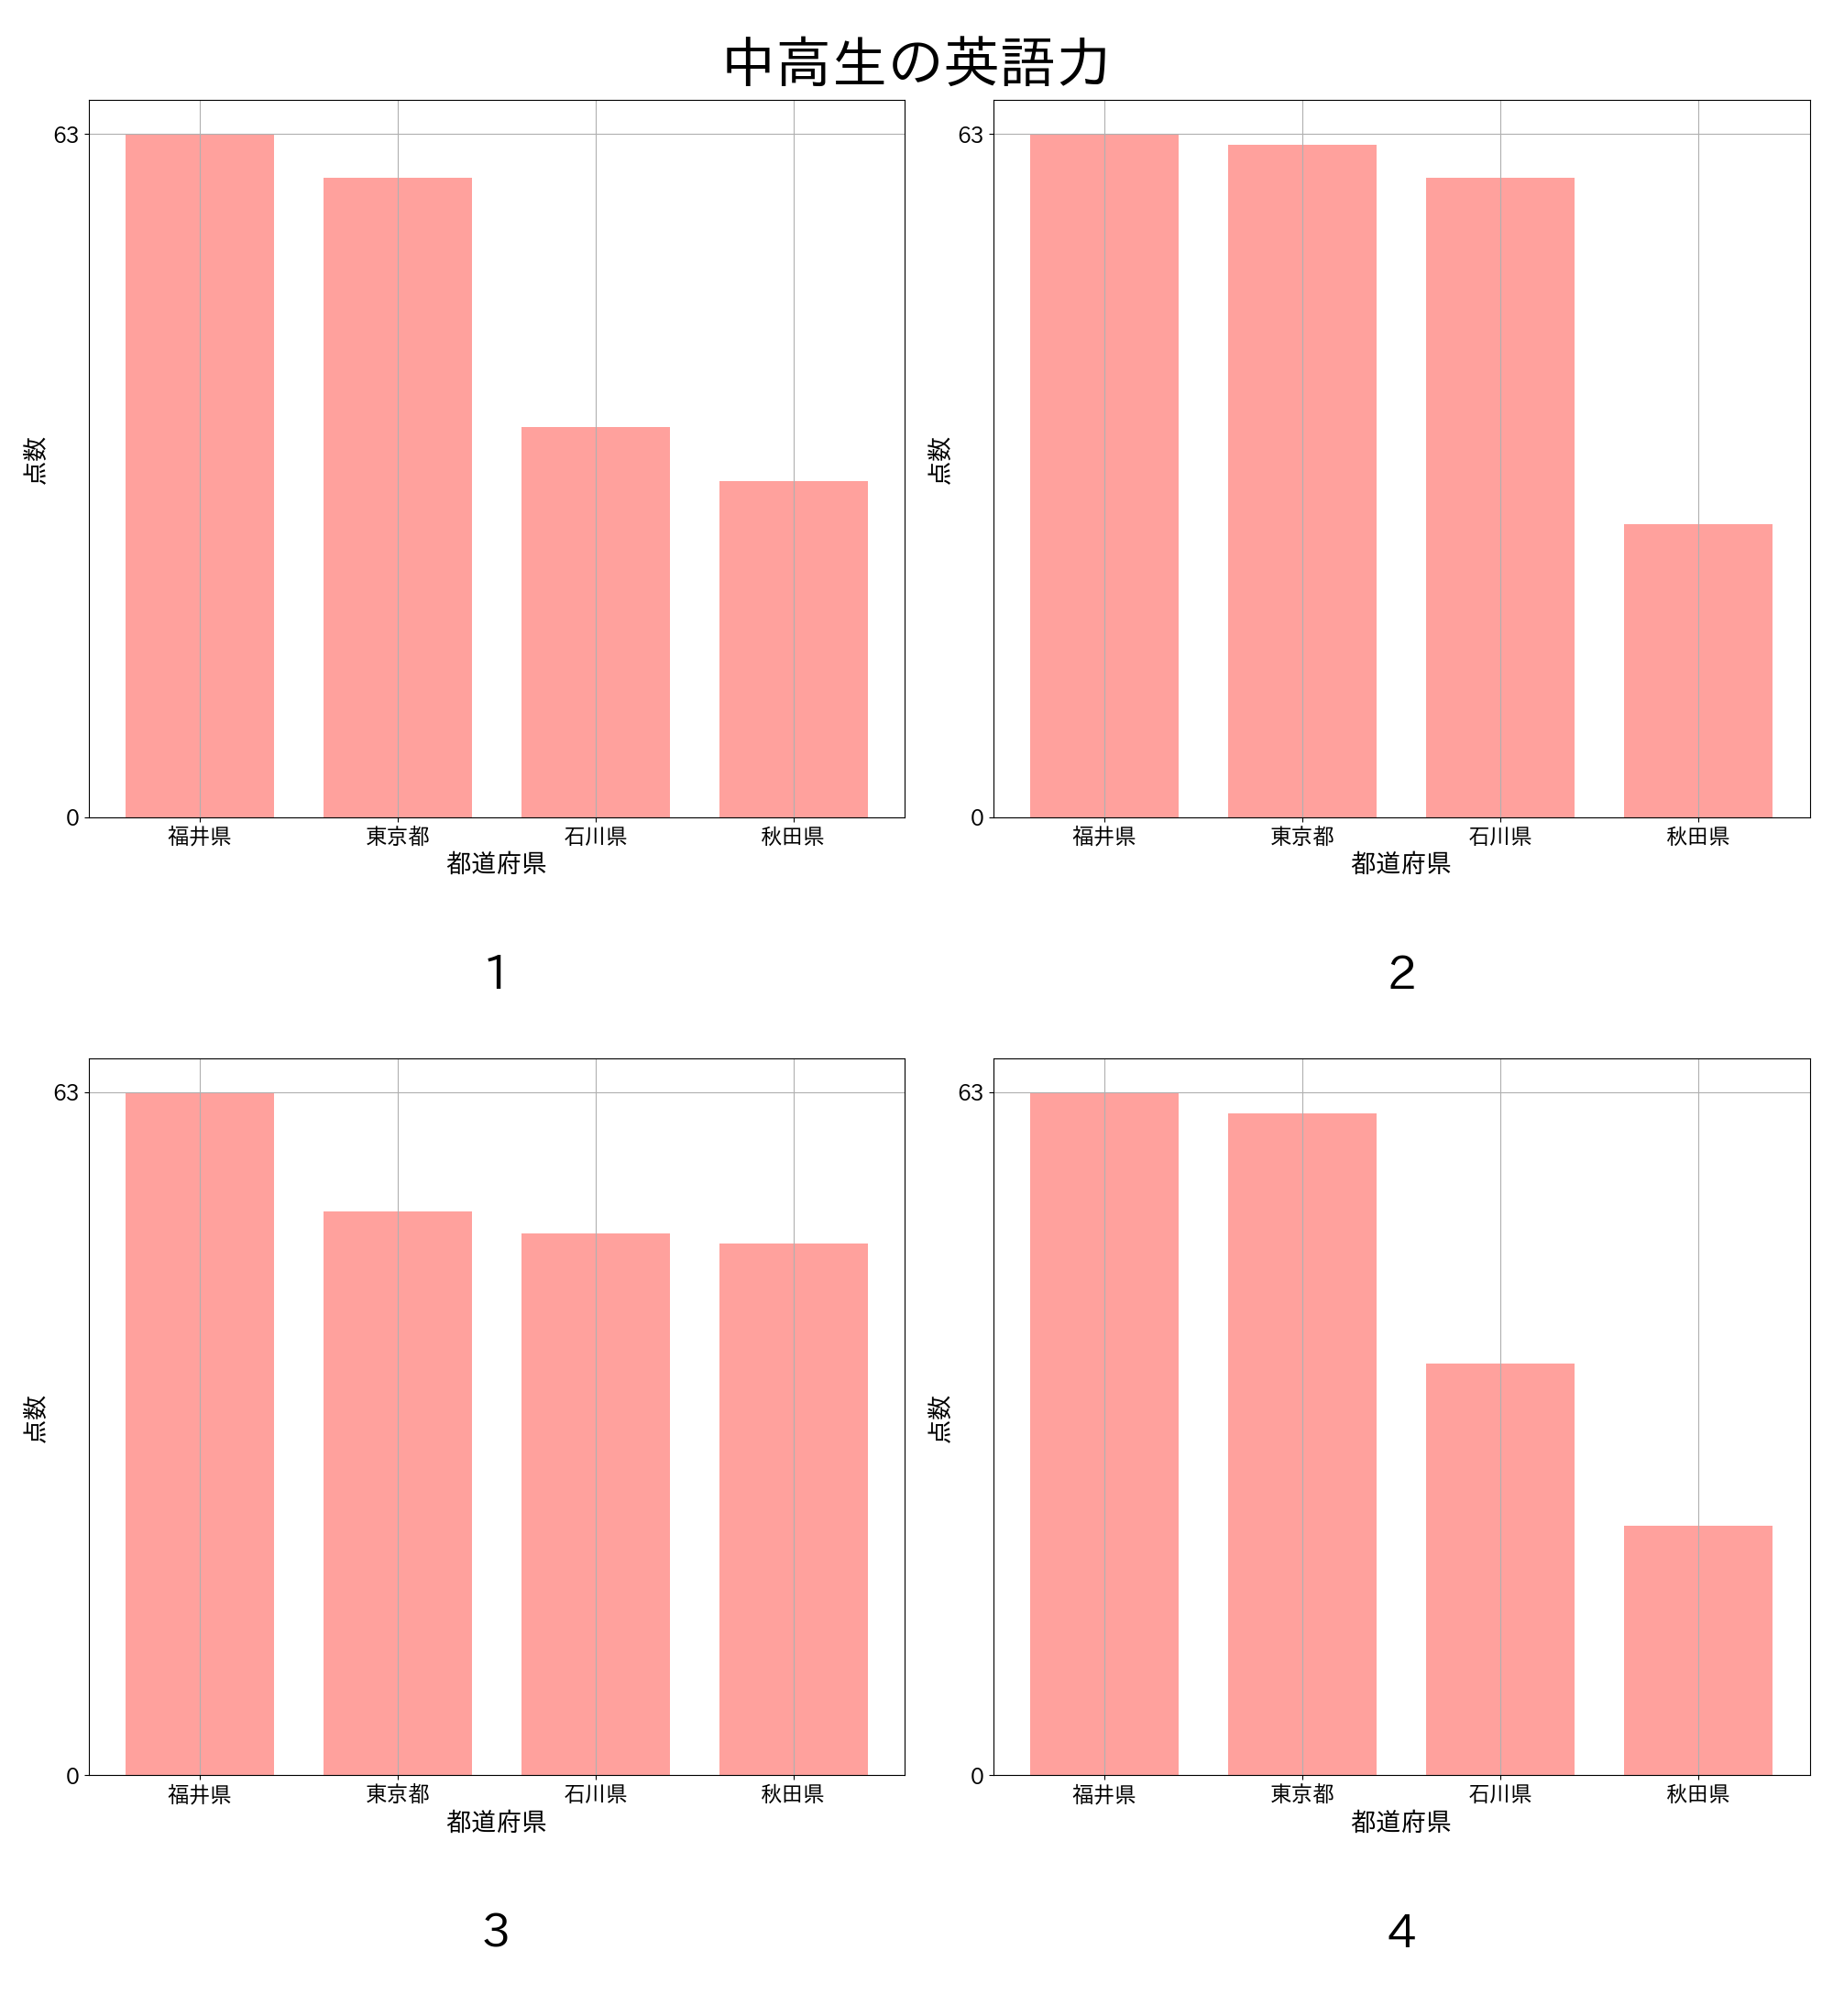 中高生の英語力
63
0
点数
福井県 東京都 石川県 秋田県
都道府県
1
63
0
点数
福井県 東京都 石川県 秋田県
都道府県
2
63
0
点数
福井県 東京都 石川県 秋田県
都道府県
3
63
0
点数
福井県 東京都 石川県 秋田県
都道府県
4